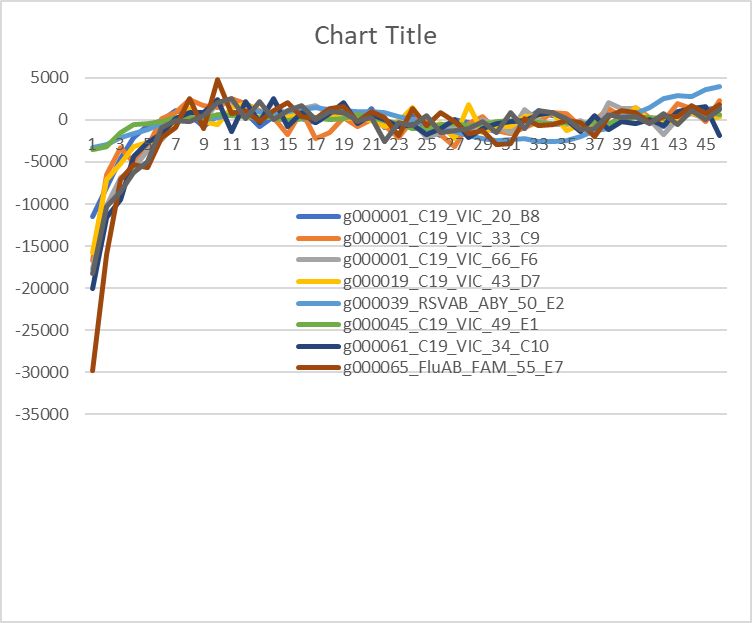 Chart Title
5000
0
-5000
-10000
-15000
-20000
-25000
-30000
-35000
1 3 5 7 9 11 13 15 17 19 21 23 25 27 29 31 33 35 37 39 41 43 45
g000001_C19_VIC_20_B8
g000001_C19_VIC_33_C9
g000001_C19_VIC_66_F6
g000019_C19_VIC_43_D7
g000039_RSVAB_ABY_50_E2
g000045_C19_VIC_49_E1
g000061_C19_VIC_34_C10
g000065_FluAB_FAM_55_E7